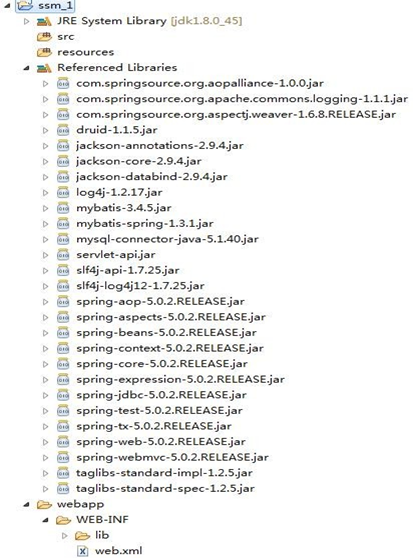 ssm_1
JRE System Library [jdk1.8.0_45]
src
resources
Referenced Libraries
com.springsource.org.aopalliance-1.0.0.jar
com.springsource.org.apache.commons.logging-1.1.1.jar
com.springsource.org.aspectj.weaver-1.6.8.RELEASE.jar
druid-1.1.5.jar
jackson-annotations-2.9.4.jar
jackson-core-2.9.4.jar
jackson-databind-2.9.4.jar
log4j-1.2.17.jar
mybatis-3.4.5.jar
mybatis-spring-1.3.1.jar
mysql-connector-java-5.1.40.jar
servlet-api.jar
slf4j-api-1.7.25.jar
slf4j-log4j12-1.7.25.jar
spring-aop-5.0.2.RELEASE.jar
spring-aspects-5.0.2.RELEASE.jar
spring-beans-5.0.2.RELEASE.jar
spring-context-5.0.2.RELEASE.jar
spring-core-5.0.2.RELEASE.jar
spring-expression-5.0.2.RELEASE.jar
spring-jdbc-5.0.2.RELEASE.jar
spring-test-5.0.2.RELEASE.jar
spring-tx-5.0.2.RELEASE.jar
spring-web-5.0.2.RELEASE.jar
spring-webmvc-5.0.2.RELEASE.jar
taglibs-standard-impl-1.2.5.jar
taglibs-standard-spec-1.2.5.jar
webapp
WEB-INF
lib
web.xml